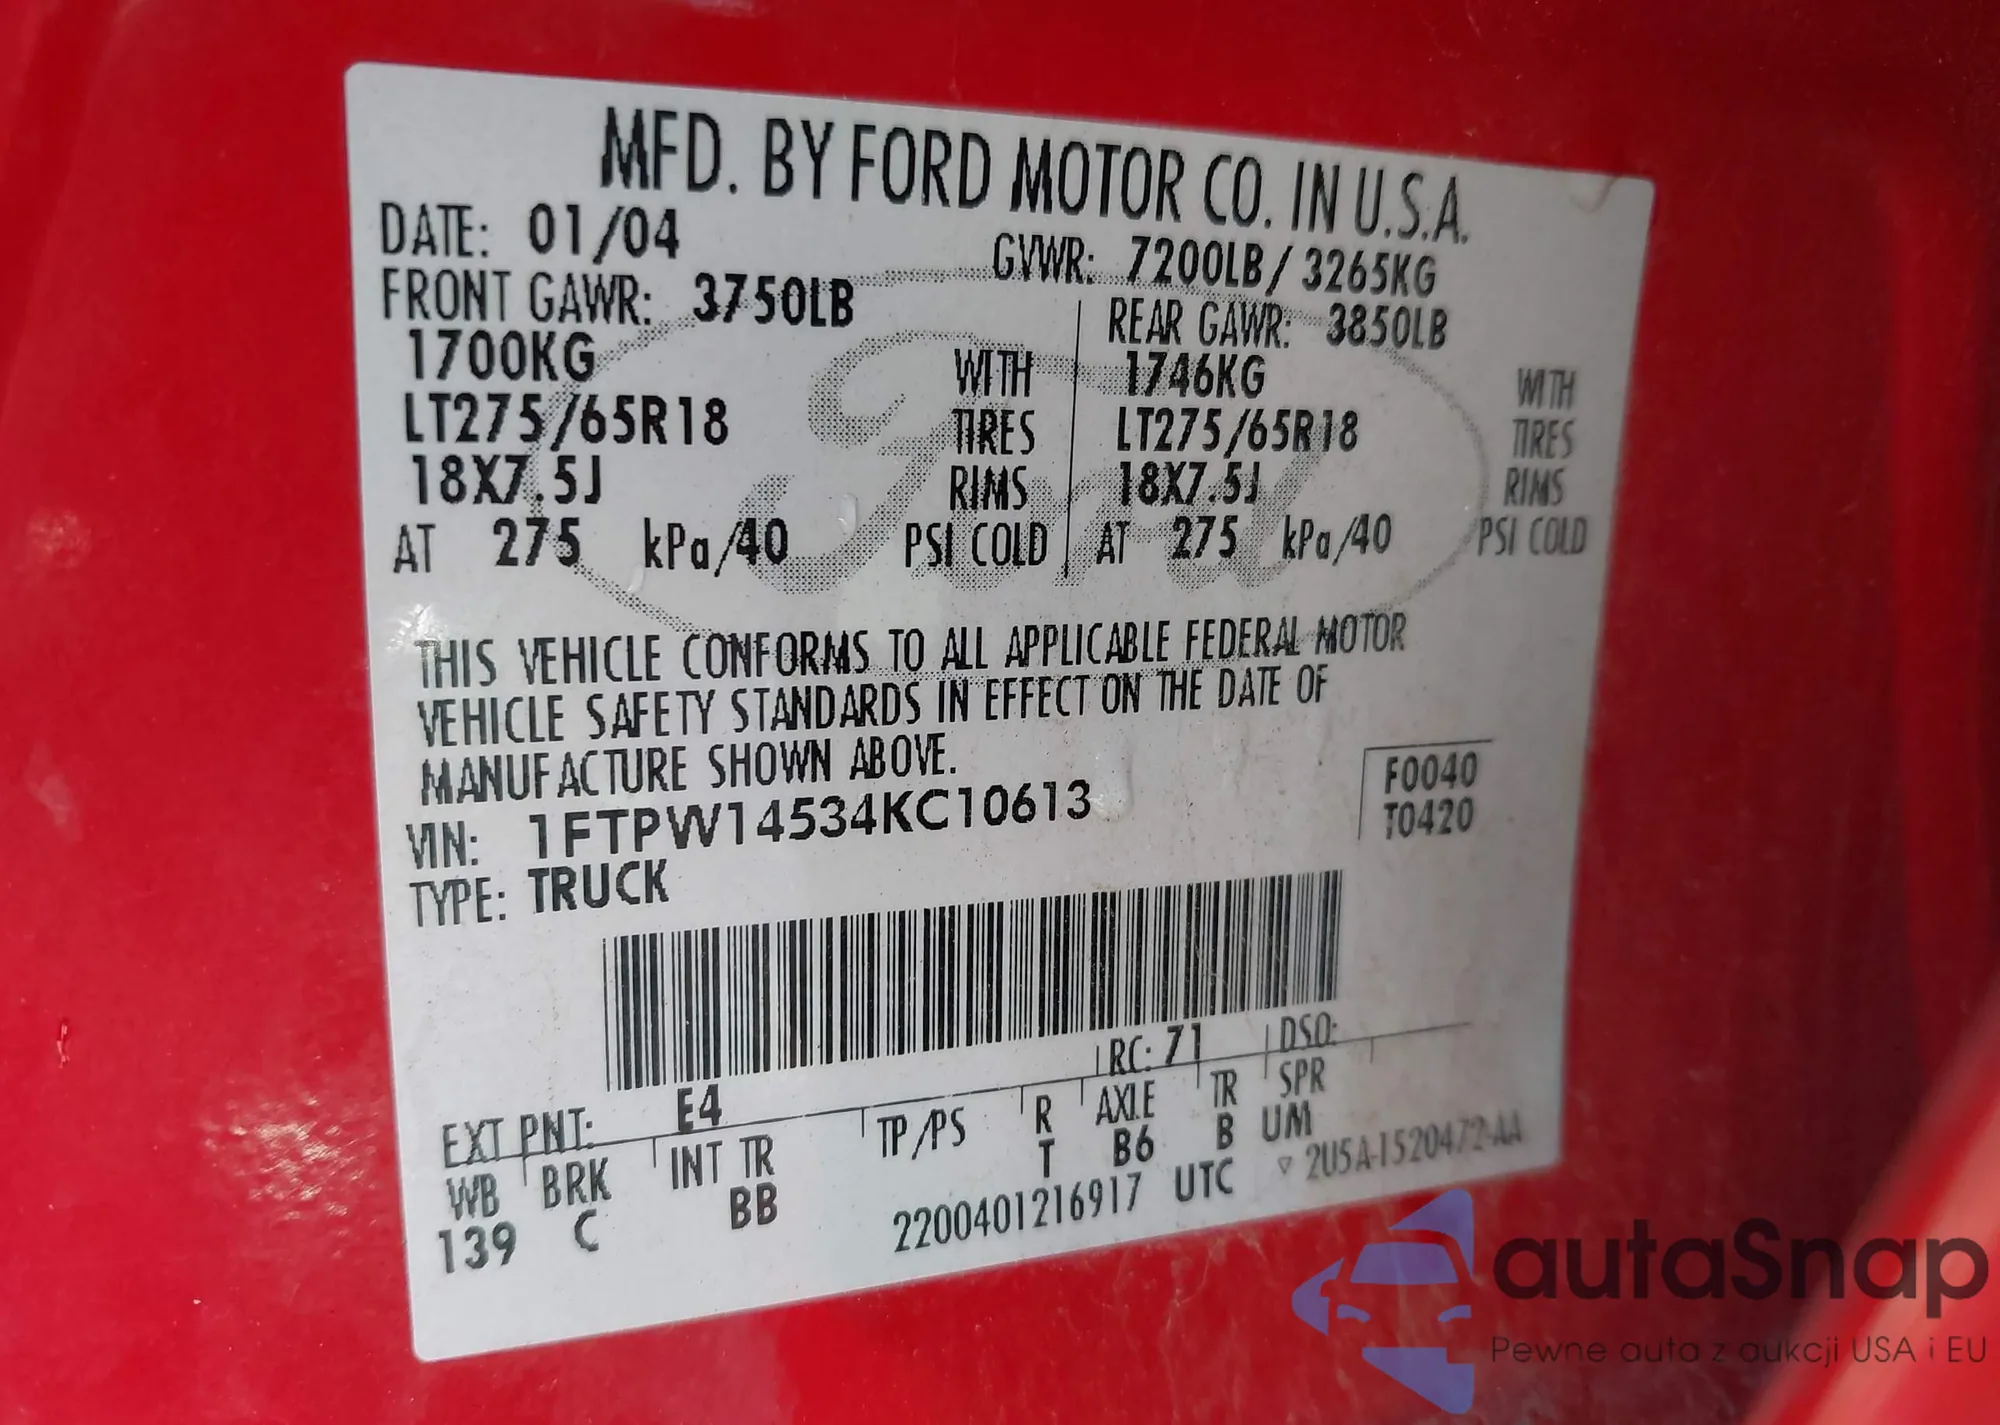 MFD. BY FORD MOTOR CO. IN U.S.A.
DATE: 01/04 GVWR: 7200LB/ 3265KG
FRONT GAWR: 3750LB REAR GAWR: 3850LB
1700KG WITH 1746KG WITH
LT275/65R18 TIRES LT275/65R18 TIRES
18X7.5J RIMS 18X7.5J RIMS
AT 275 kPa/40 PSI COLD AT 275 kPa/40 PSI COLD
Ford
THIS VEHICLE CONFORMS TO ALL APPLICABLE FEDERAL MOTOR
VEHICLE SAFETY STANDARDS IN EFFECT ON THE DATE OF
MANUFACTURE SHOWN ABOVE.
F0040
T0420
VIN: 1FTPW14534KC10613
TYPE: TRUCK
EXT PNT: E4 RC: 71 DSO:
WB BRK INT TR TP/PS R AXLE TR SPR
139 C BB T B6 B UM
2200401216917 UTC ▽ 2U5A-1520472-AA
autoSnap
Pewne auta z aukcji USA i EU